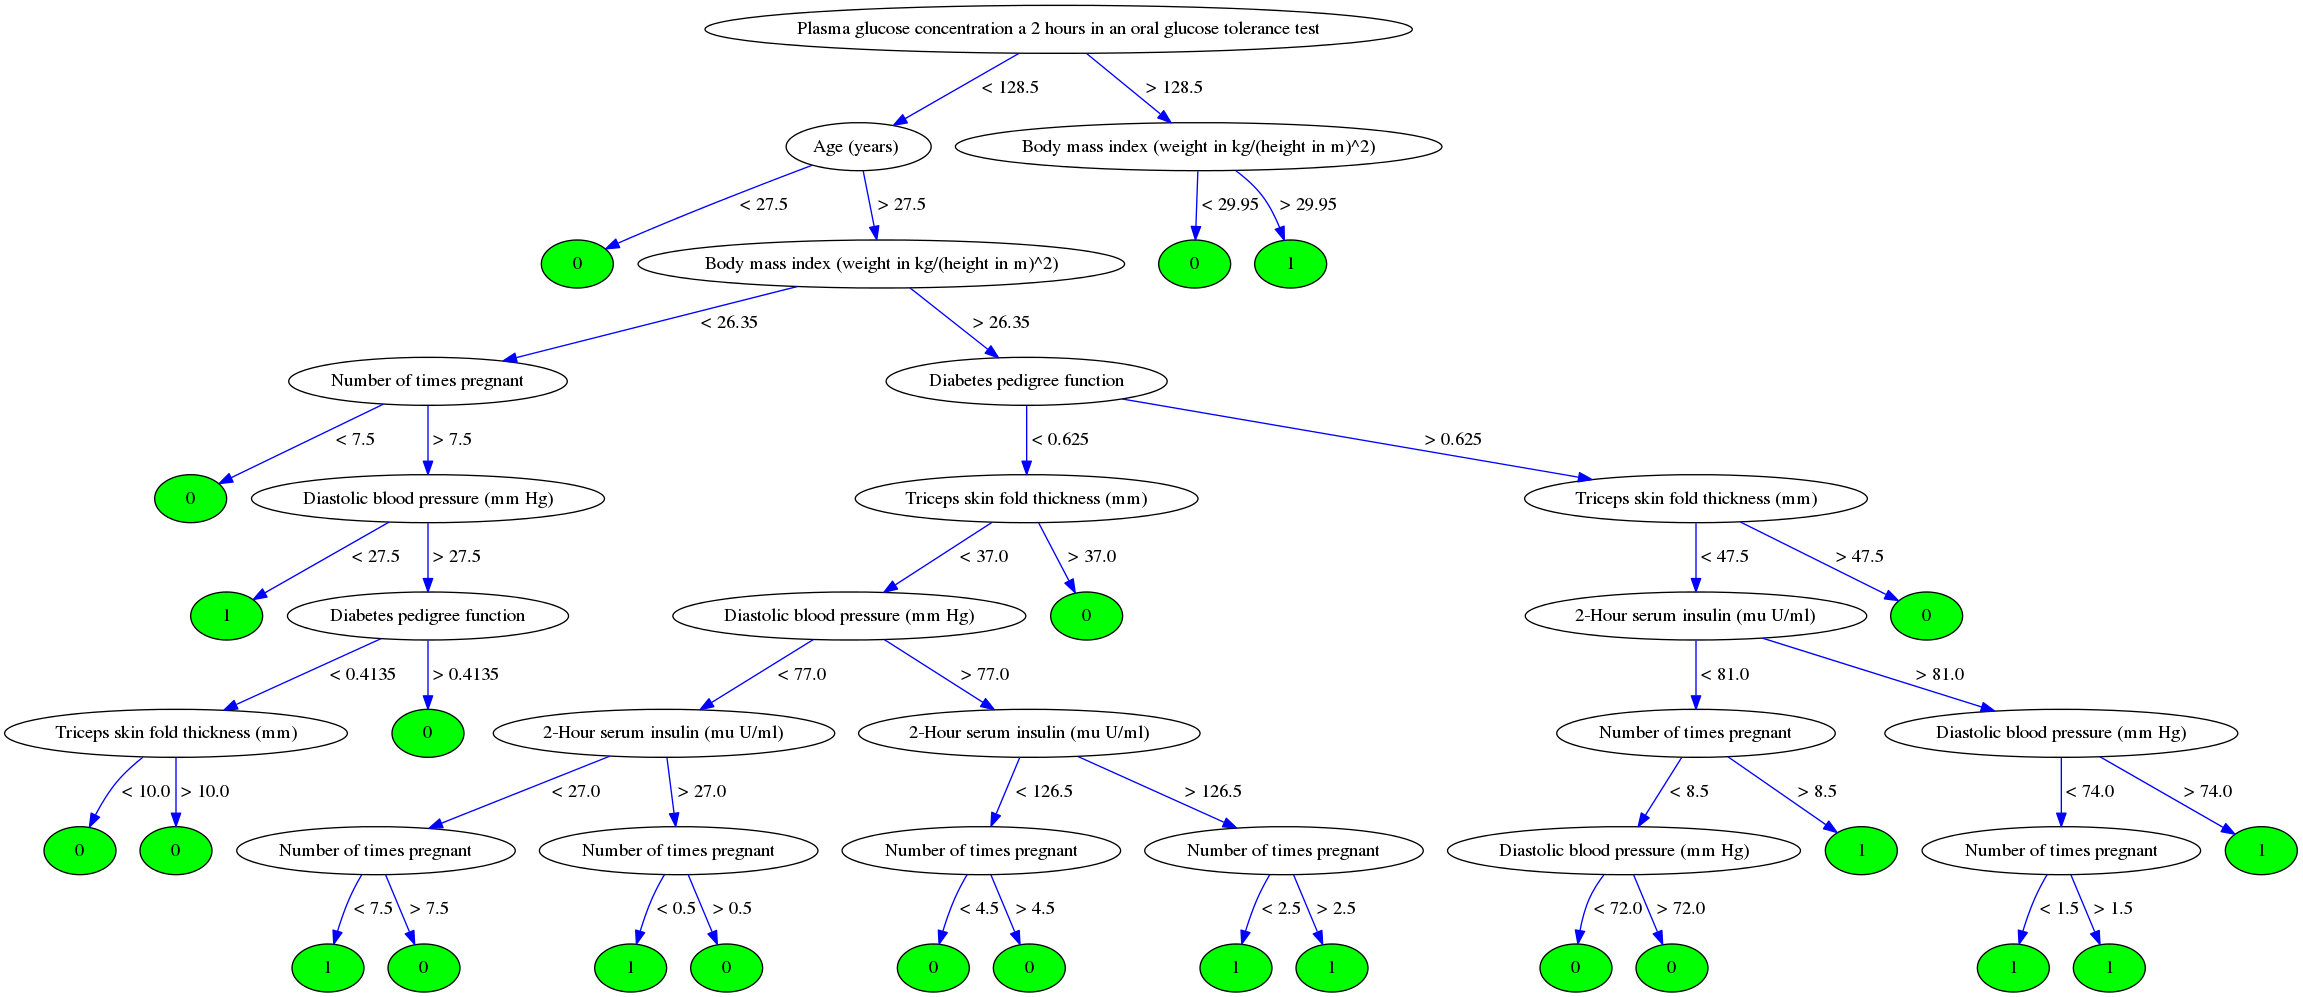 Plasma glucose concentration a 2 hours in an oral glucose tolerance test
< 128.5 > 128.5
Age (years) Body mass index (weight in kg/(height in m)^2)
< 27.5 > 27.5 < 29.95 > 29.95
0 Body mass index (weight in kg/(height in m)^2) 0 1
< 26.35 > 26.35
Number of times pregnant Diabetes pedigree function
< 7.5 > 7.5 < 0.625 > 0.625
0 Diastolic blood pressure (mm Hg) Triceps skin fold thickness (mm) Triceps skin fold thickness (mm)
< 27.5 > 27.5 < 37.0 > 37.0 < 47.5 > 47.5
1 Diabetes pedigree function Diastolic blood pressure (mm Hg) 0 2-Hour serum insulin (mu U/ml) 0
< 0.4135 > 0.4135 < 77.0 > 77.0 < 81.0 > 81.0
Triceps skin fold thickness (mm) 0 2-Hour serum insulin (mu U/ml) 2-Hour serum insulin (mu U/ml) Number of times pregnant Diastolic blood pressure (mm Hg)
< 10.0 > 10.0 < 27.0 > 27.0 < 126.5 > 126.5 < 8.5 > 8.5 < 74.0 > 74.0
0 0 Number of times pregnant Number of times pregnant Number of times pregnant Number of times pregnant Diastolic blood pressure (mm Hg) 1 Number of times pregnant 1
< 7.5 > 7.5 < 0.5 > 0.5 < 4.5 > 4.5 < 2.5 > 2.5 < 72.0 > 72.0 < 1.5 > 1.5
1 0 1 0 0 0 1 1 0 0 1 1